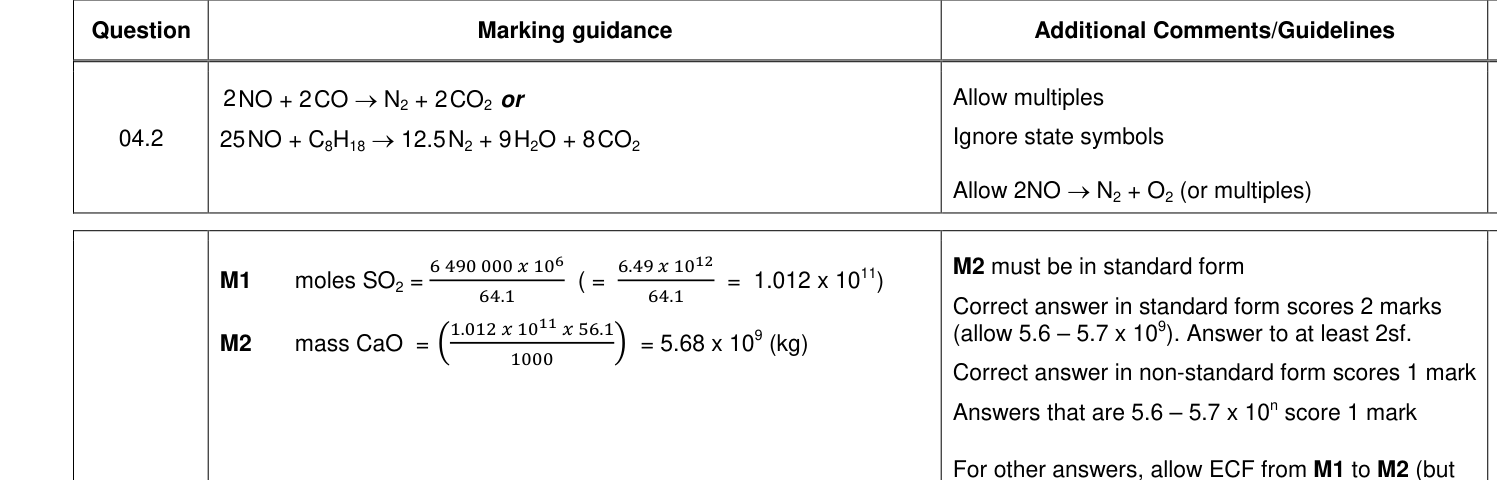 Question Marking guidance Additional Comments/Guidelines
04.2
2NO + 2CO → N₂ + 2CO₂ or
25NO + C₈H₁₈ → 12.5N₂ + 9H₂O + 8CO₂
Allow multiples
Ignore state symbols
Allow 2NO → N₂ + O₂ (or multiples)
M1 moles SO₂ = 6 490 000 x 10⁶ / 64.1 ( = 6.49 x 10¹² / 64.1 = 1.012 x 10¹¹)
M2 mass CaO = (1.012 x 10¹¹ x 56.1 / 1000) = 5.68 x 10⁹ (kg)
M2 must be in standard form
Correct answer in standard form scores 2 marks
(allow 5.6 – 5.7 x 10⁹). Answer to at least 2sf.
Correct answer in non-standard form scores 1 mark
Answers that are 5.6 – 5.7 x 10ⁿ score 1 mark
For other answers, allow ECF from M1 to M2 (but